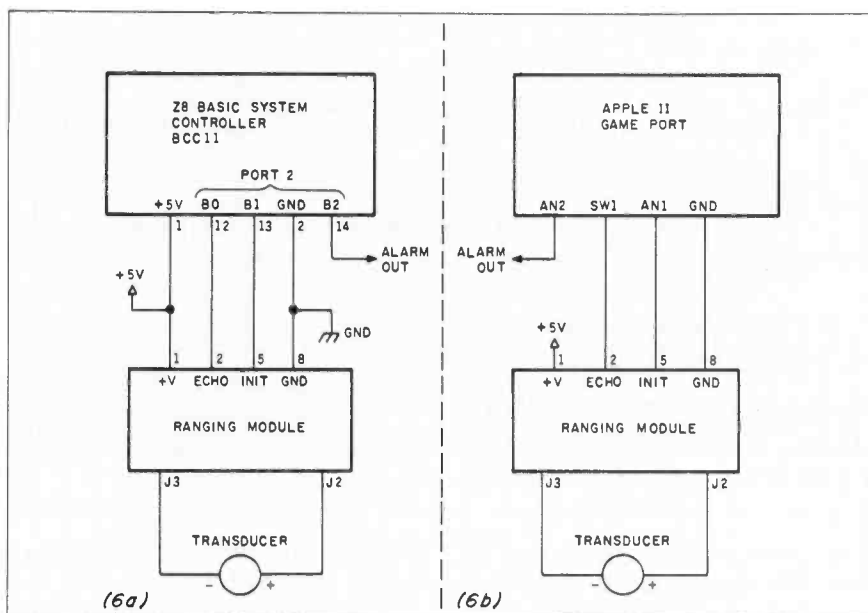 Z8 BASIC SYSTEM
CONTROLLER
BCC11
PORT 2
+5V B0 B1 GND B2
1 12 13 2 14
ALARM
OUT
+5V
GND
1 2 5 8
+V ECHO INIT GND
RANGING MODULE
J3 J2
TRANSDUCER
- +
(6a)
APPLE II
GAME PORT
AN2 SW1 AN1 GND
ALARM
OUT
+5V
1 2 5 8
+V ECHO INIT GND
RANGING MODULE
J3 J2
TRANSDUCER
- +
(6b)